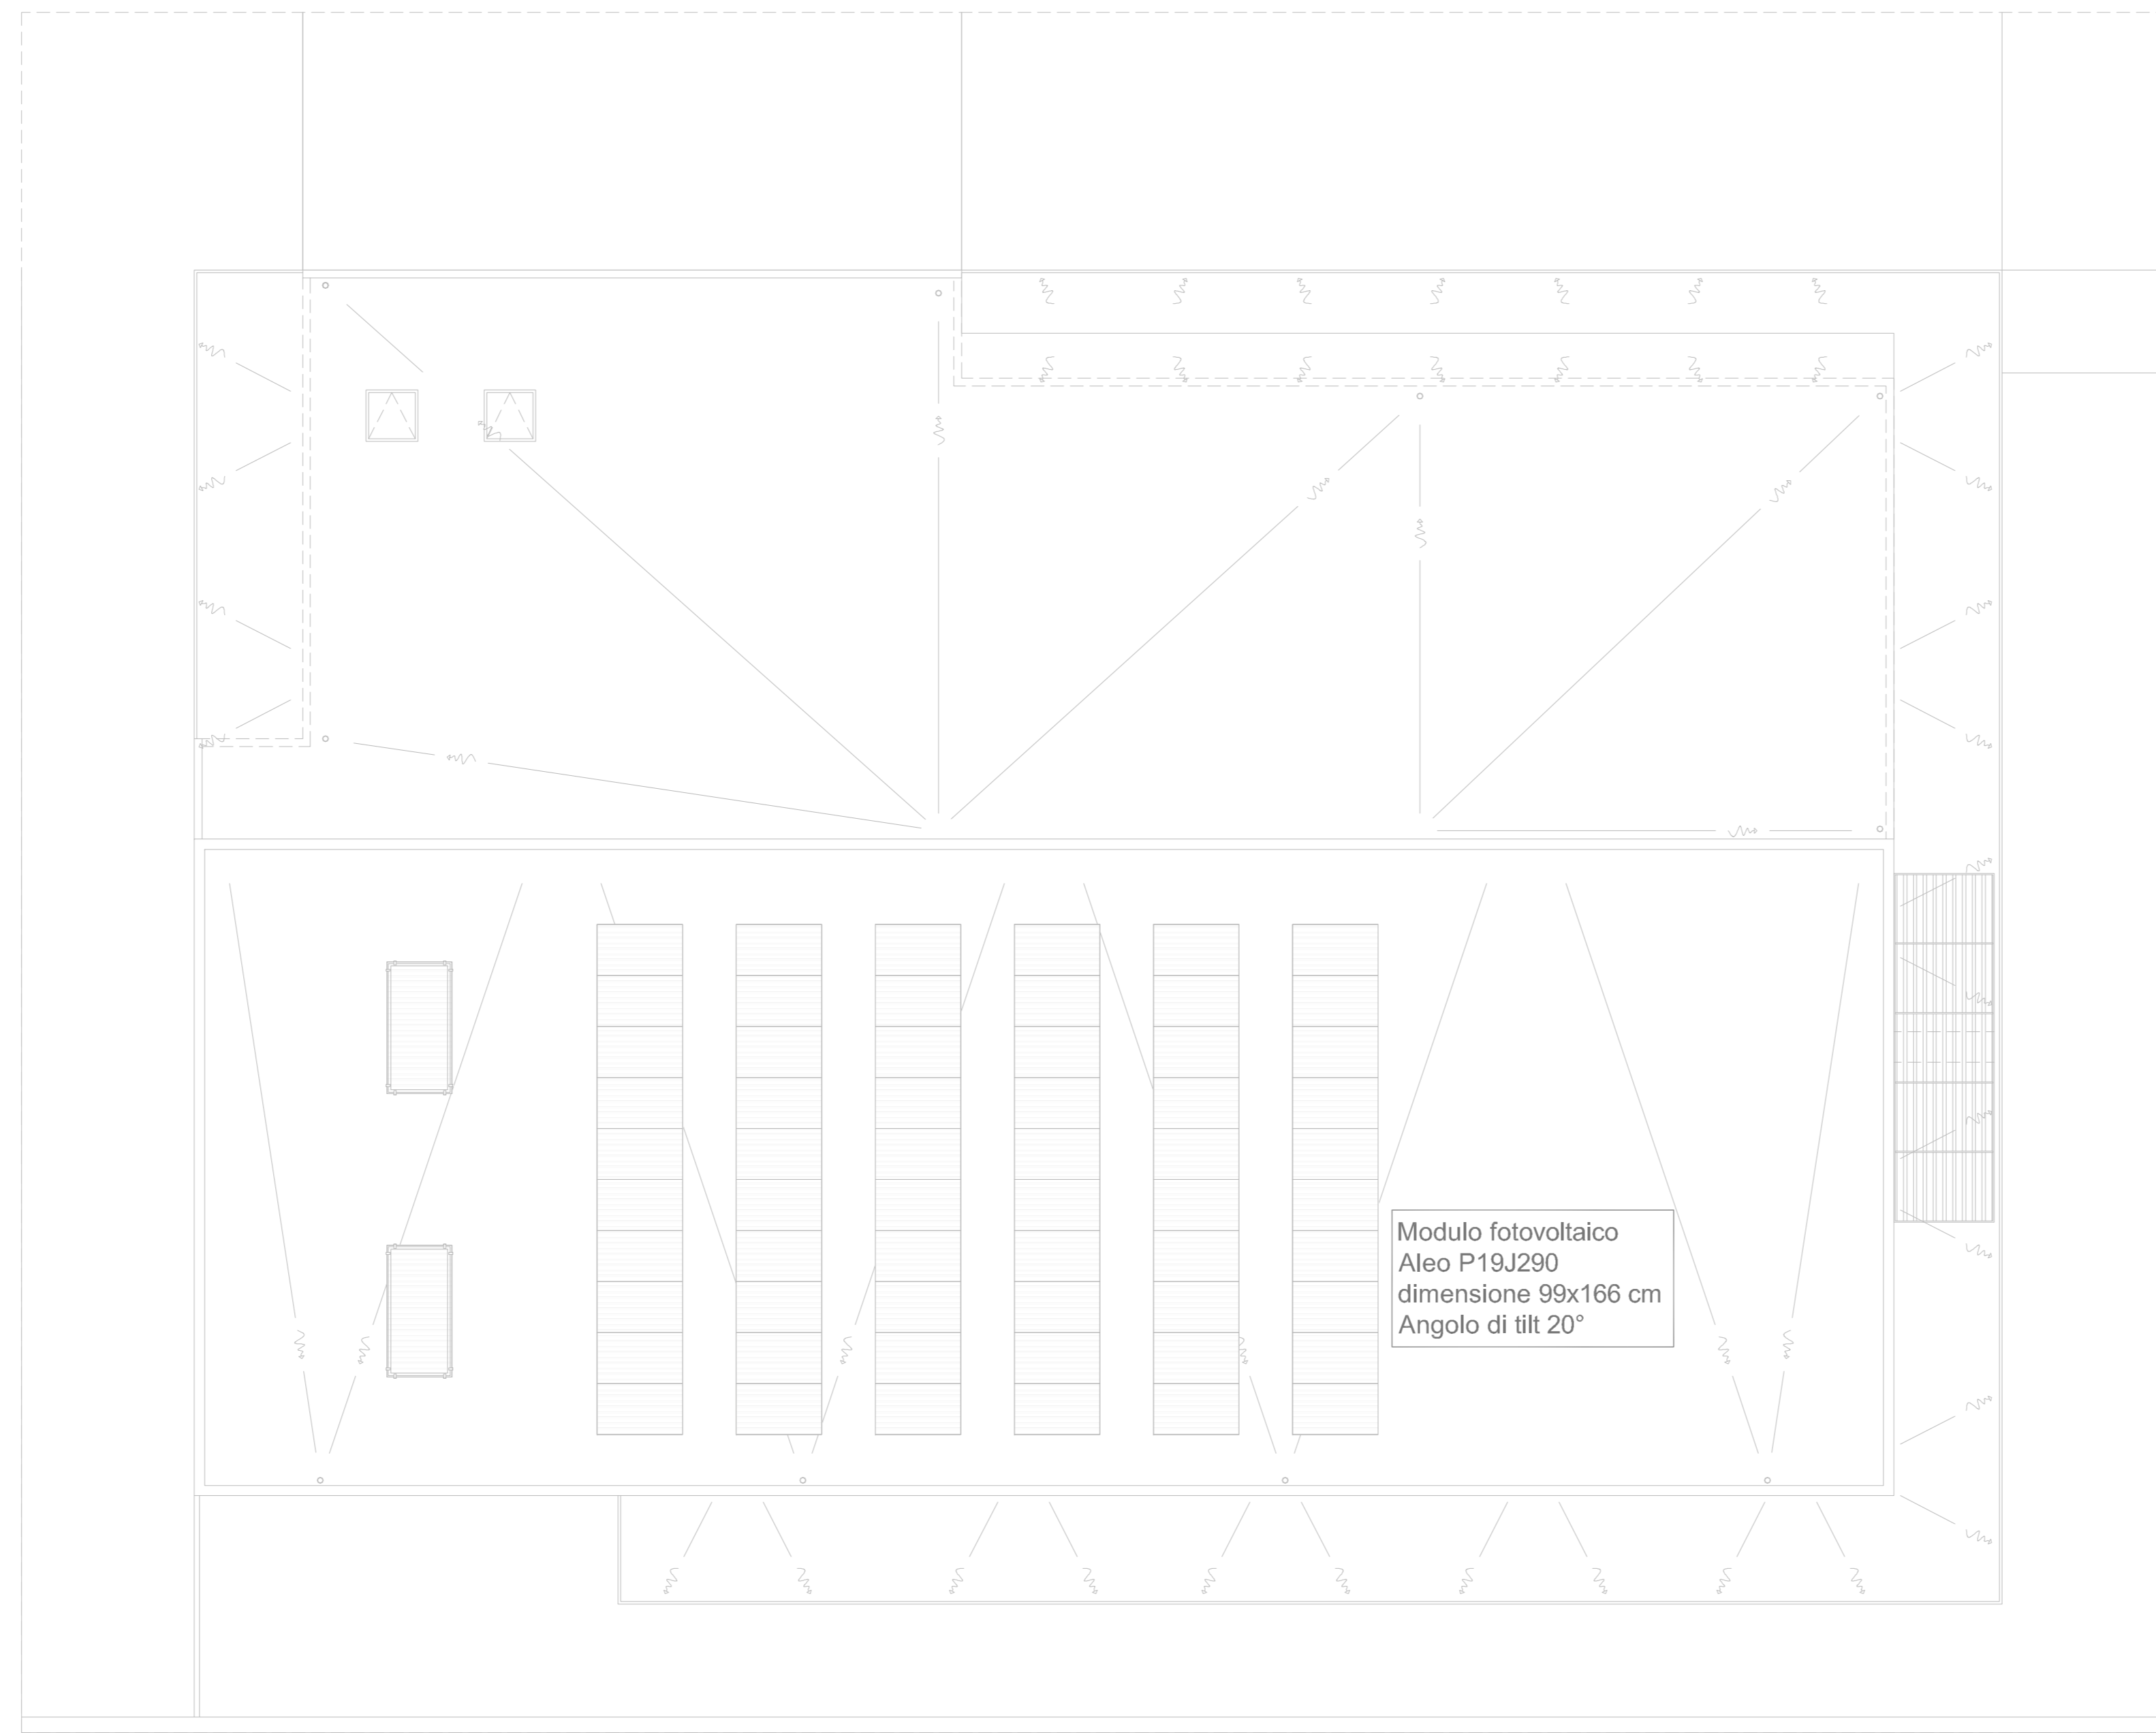 Modulo fotovoltaico
Aleo P19J290
dimensione 99x166 cm
Angolo di tilt 20°